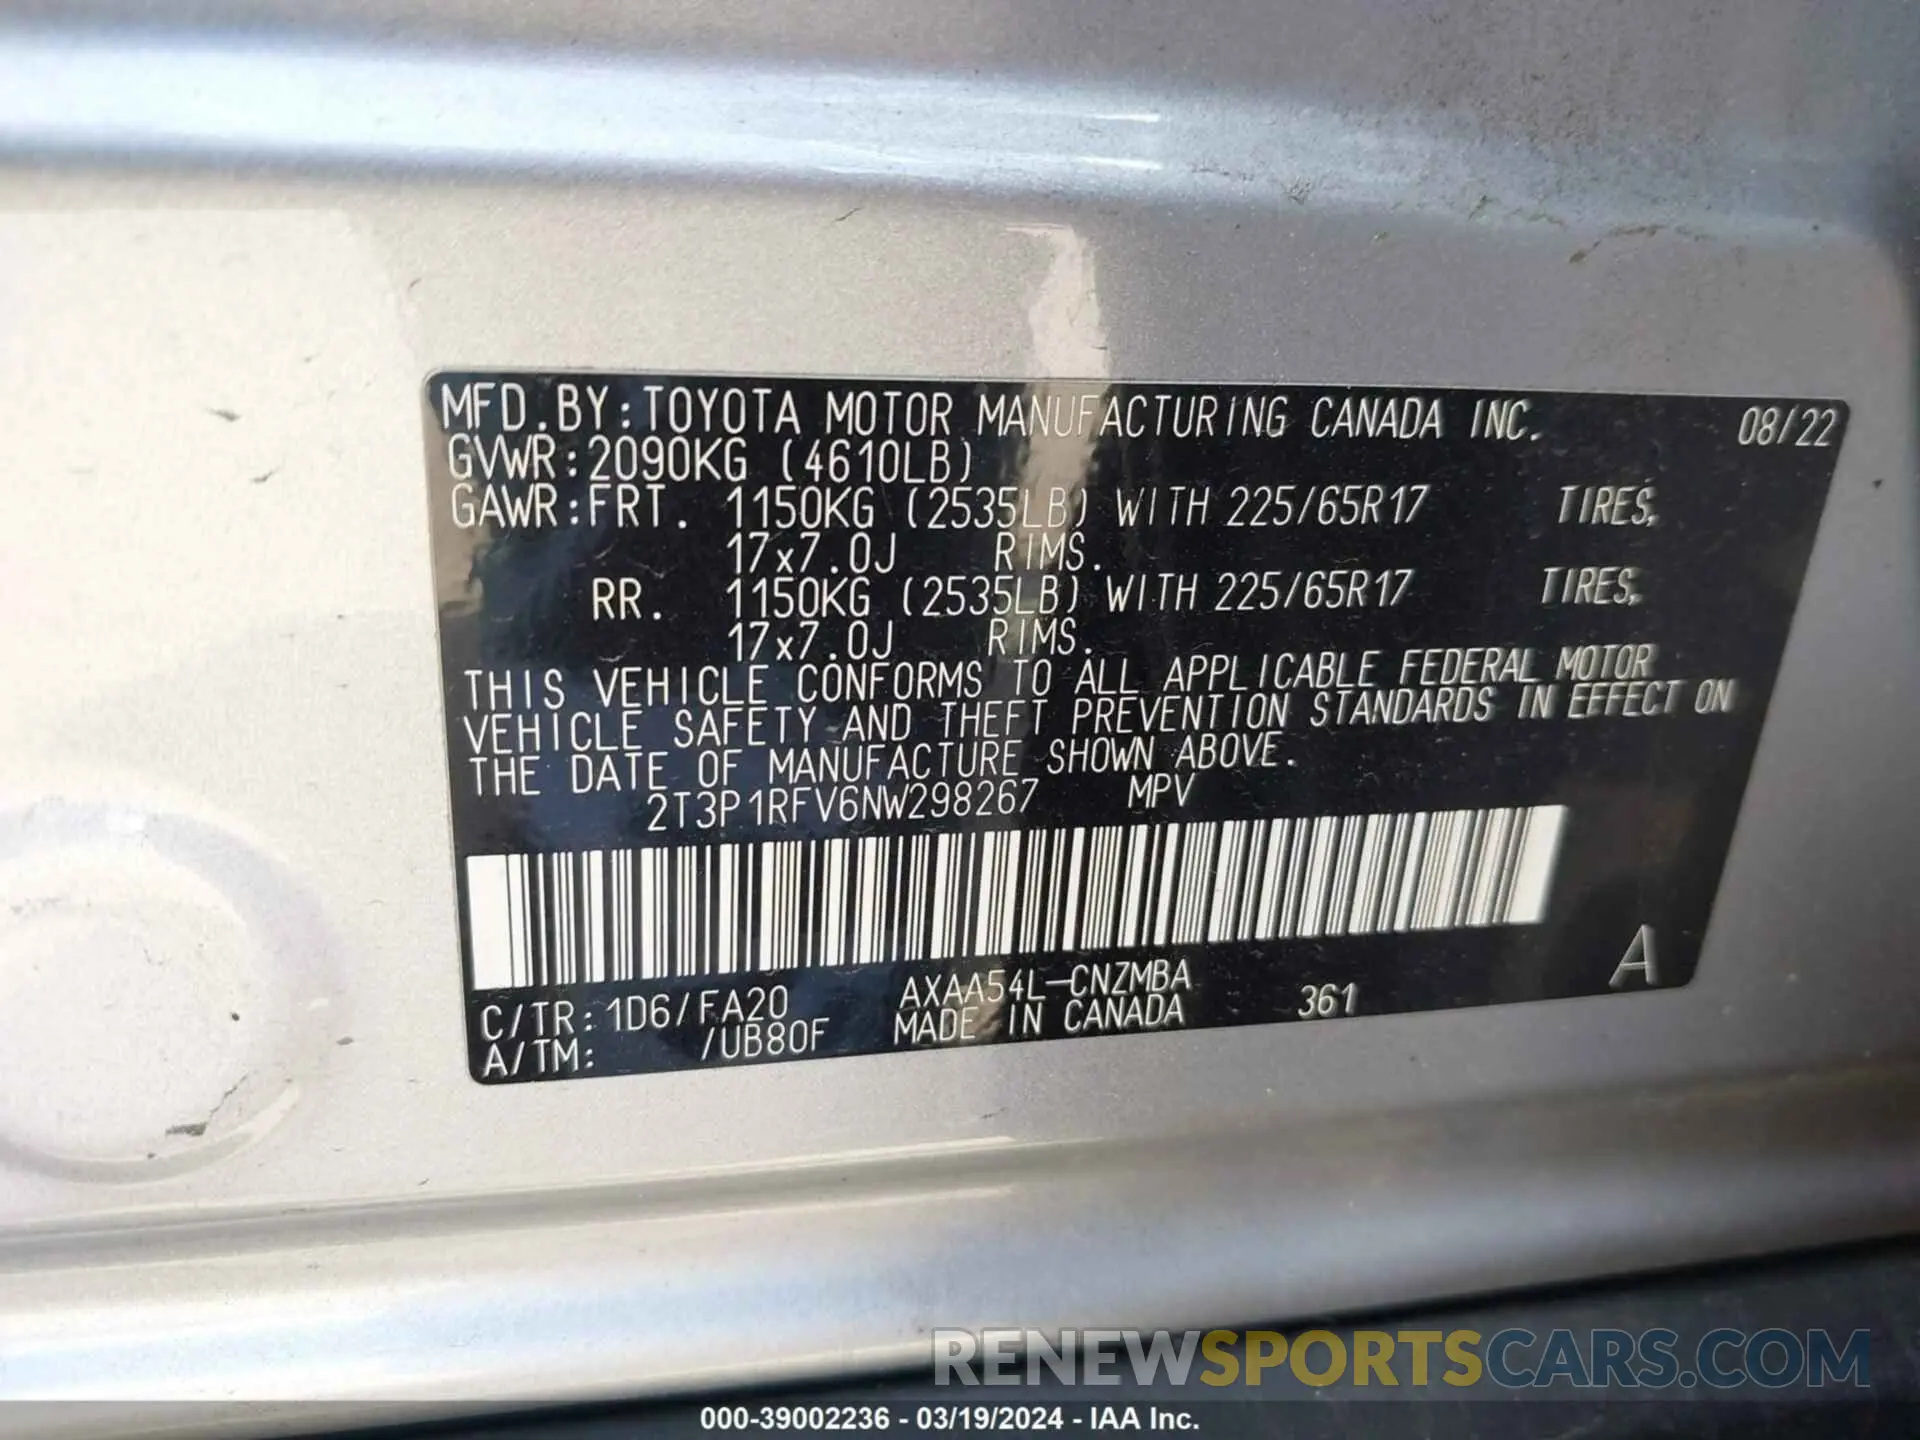 MFD.BY:TOYOTA MOTOR MANUFACTURING CANADA INC. 08/22
GVWR:2090KG (4610LB)
GAWR:FRT. 1150KG (2535LB) WITH 225/65R17 TIRES,
17x7.0J RIMS.
RR. 1150KG (2535LB) WITH 225/65R17 TIRES,
17x7.0J RIMS.
THIS VEHICLE CONFORMS TO ALL APPLICABLE FEDERAL MOTOR
VEHICLE SAFETY AND THEFT PREVENTION STANDARDS IN EFFECT ON
THE DATE OF MANUFACTURE SHOWN ABOVE.
2T3P1RFV6NW298267 MPV
A
C/TR:1D6/FA20 AXAA54L-CNZMBA
A/TM: /UB80F MADE IN CANADA 361
RENEWSPORTSCARS.COM
000-39002236 - 03/19/2024 - IAA Inc.